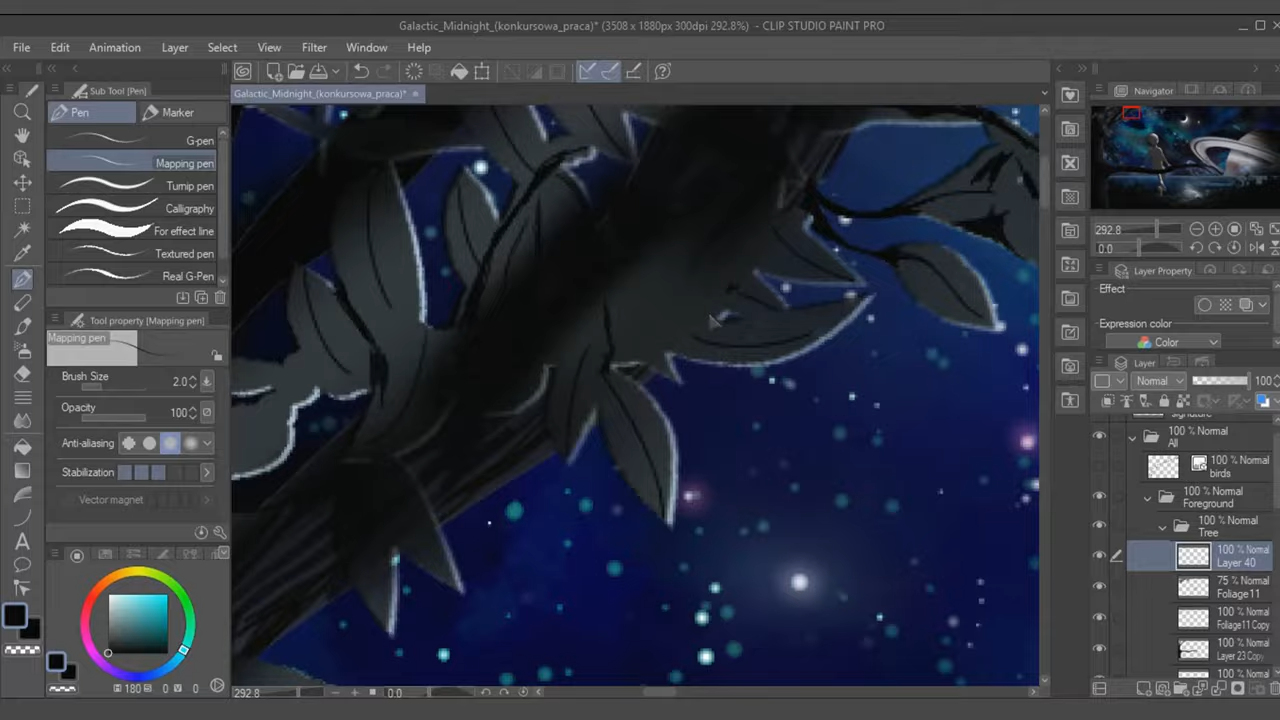 Galactic_Midnight_(konkursowa_praca)* (3508 x 1880px 300dpi 292.8%) - CLIP STUDIO PAINT PRO
File Edit Animation Layer Select View Filter Window Help
Sub Tool [Pen]
Galactic_Midnight_(konkursowa_praca)*
Navigator
Pen Marker
G-pen
Mapping pen
Turnip pen
Calligraphy
For effect line
Textured pen
Real G-Pen
292.8
0.0
Layer Property
Effect
Expression color
Color
Tool property [Mapping pen]
Mapping pen
Brush Size 2.0
Opacity 100
Anti-aliasing
Stabilization
Vector magnet
Layer
Normal 100
signature
100 % Normal
All
100 % Normal
birds
100 % Normal
Foreground
100 % Normal
Tree
100 % Normal
Layer 40
75 % Normal
Foliage11
100 % Normal
Foliage11 Copy
100 % Normal
Layer 23 Copy
100 % Normal
H 180 S 0 V 0
292.8 0.0